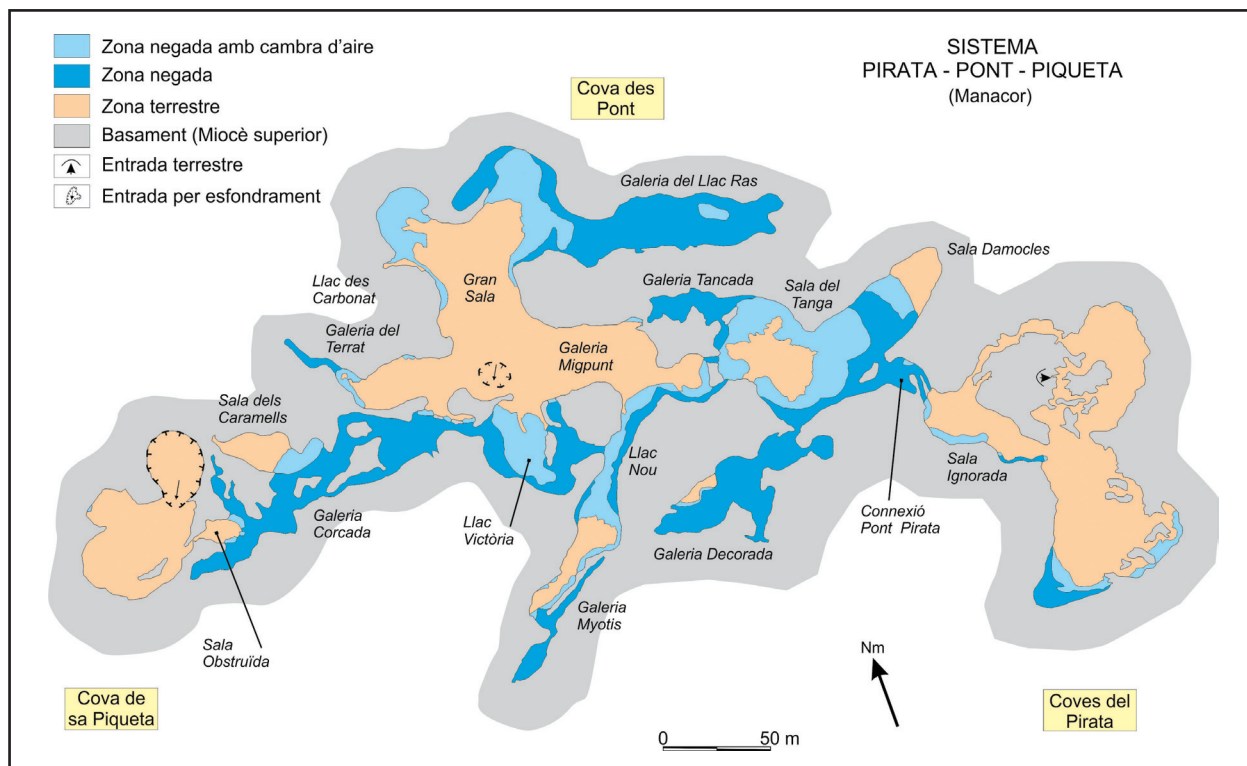 Zona negada amb cambra d'aire
Zona negada
Zona terrestre
Basament (Miocè superior)
Entrada terrestre
Entrada per esfondrament
SISTEMA
PIRATA - PONT - PIQUETA
(Manacor)
Cova des
Pont
Galeria del Llac Ras
Sala Damocles
Llac des
Carbonat
Gran
Sala
Galeria Tancada
Sala del
Tanga
Galeria del
Terrat
Galeria
Migpunt
Sala dels
Caramells
Llac
Nou
Sala
Ignorada
Galeria
Corcada
Llac
Victòria
Connexió
Pont Pirata
Galeria Decorada
Galeria
Myotis
Sala
Obstruïda
Nm
Cova de
sa Piqueta
Coves del
Pirata
0 50 m